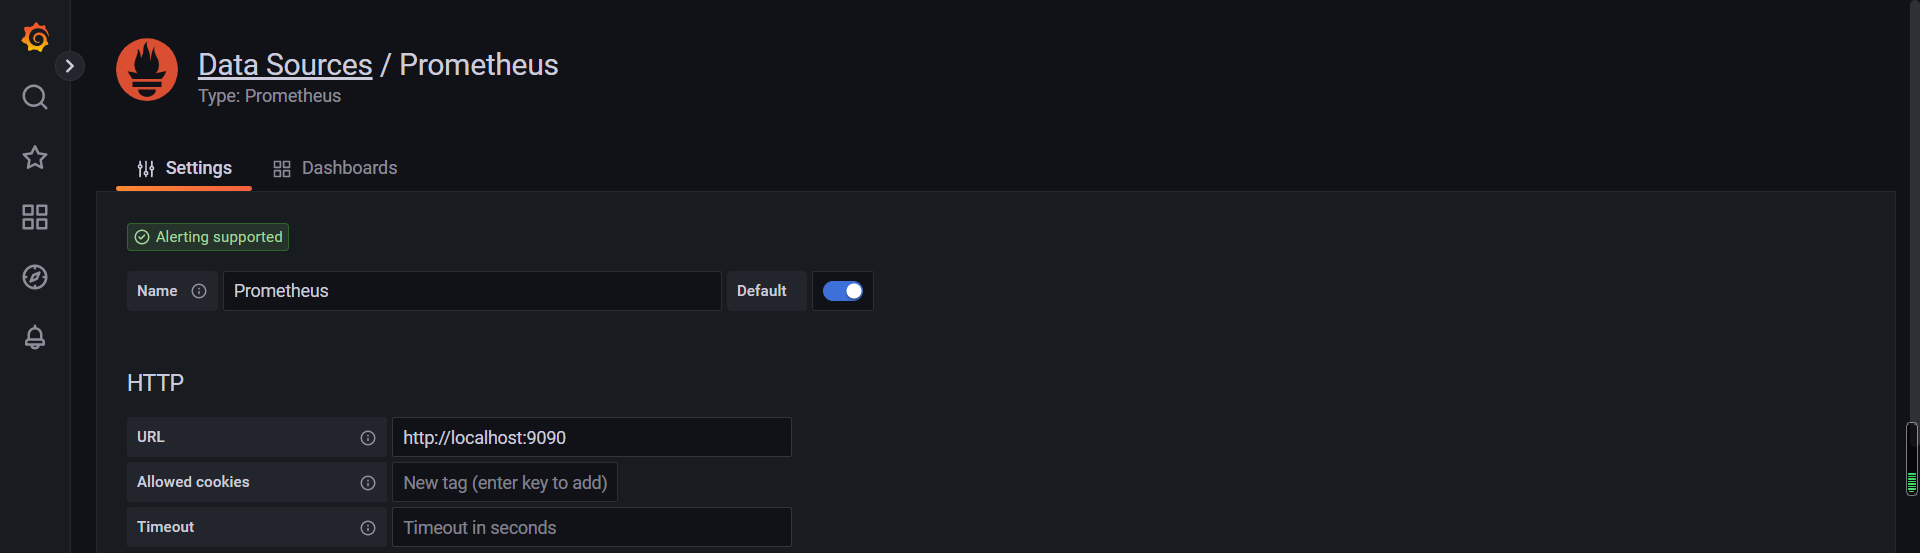 Data Sources / Prometheus
Type: Prometheus
Settings Dashboards
Alerting supported
Name Prometheus Default
HTTP
URL http://localhost:9090
Allowed cookies New tag (enter key to add)
Timeout Timeout in seconds